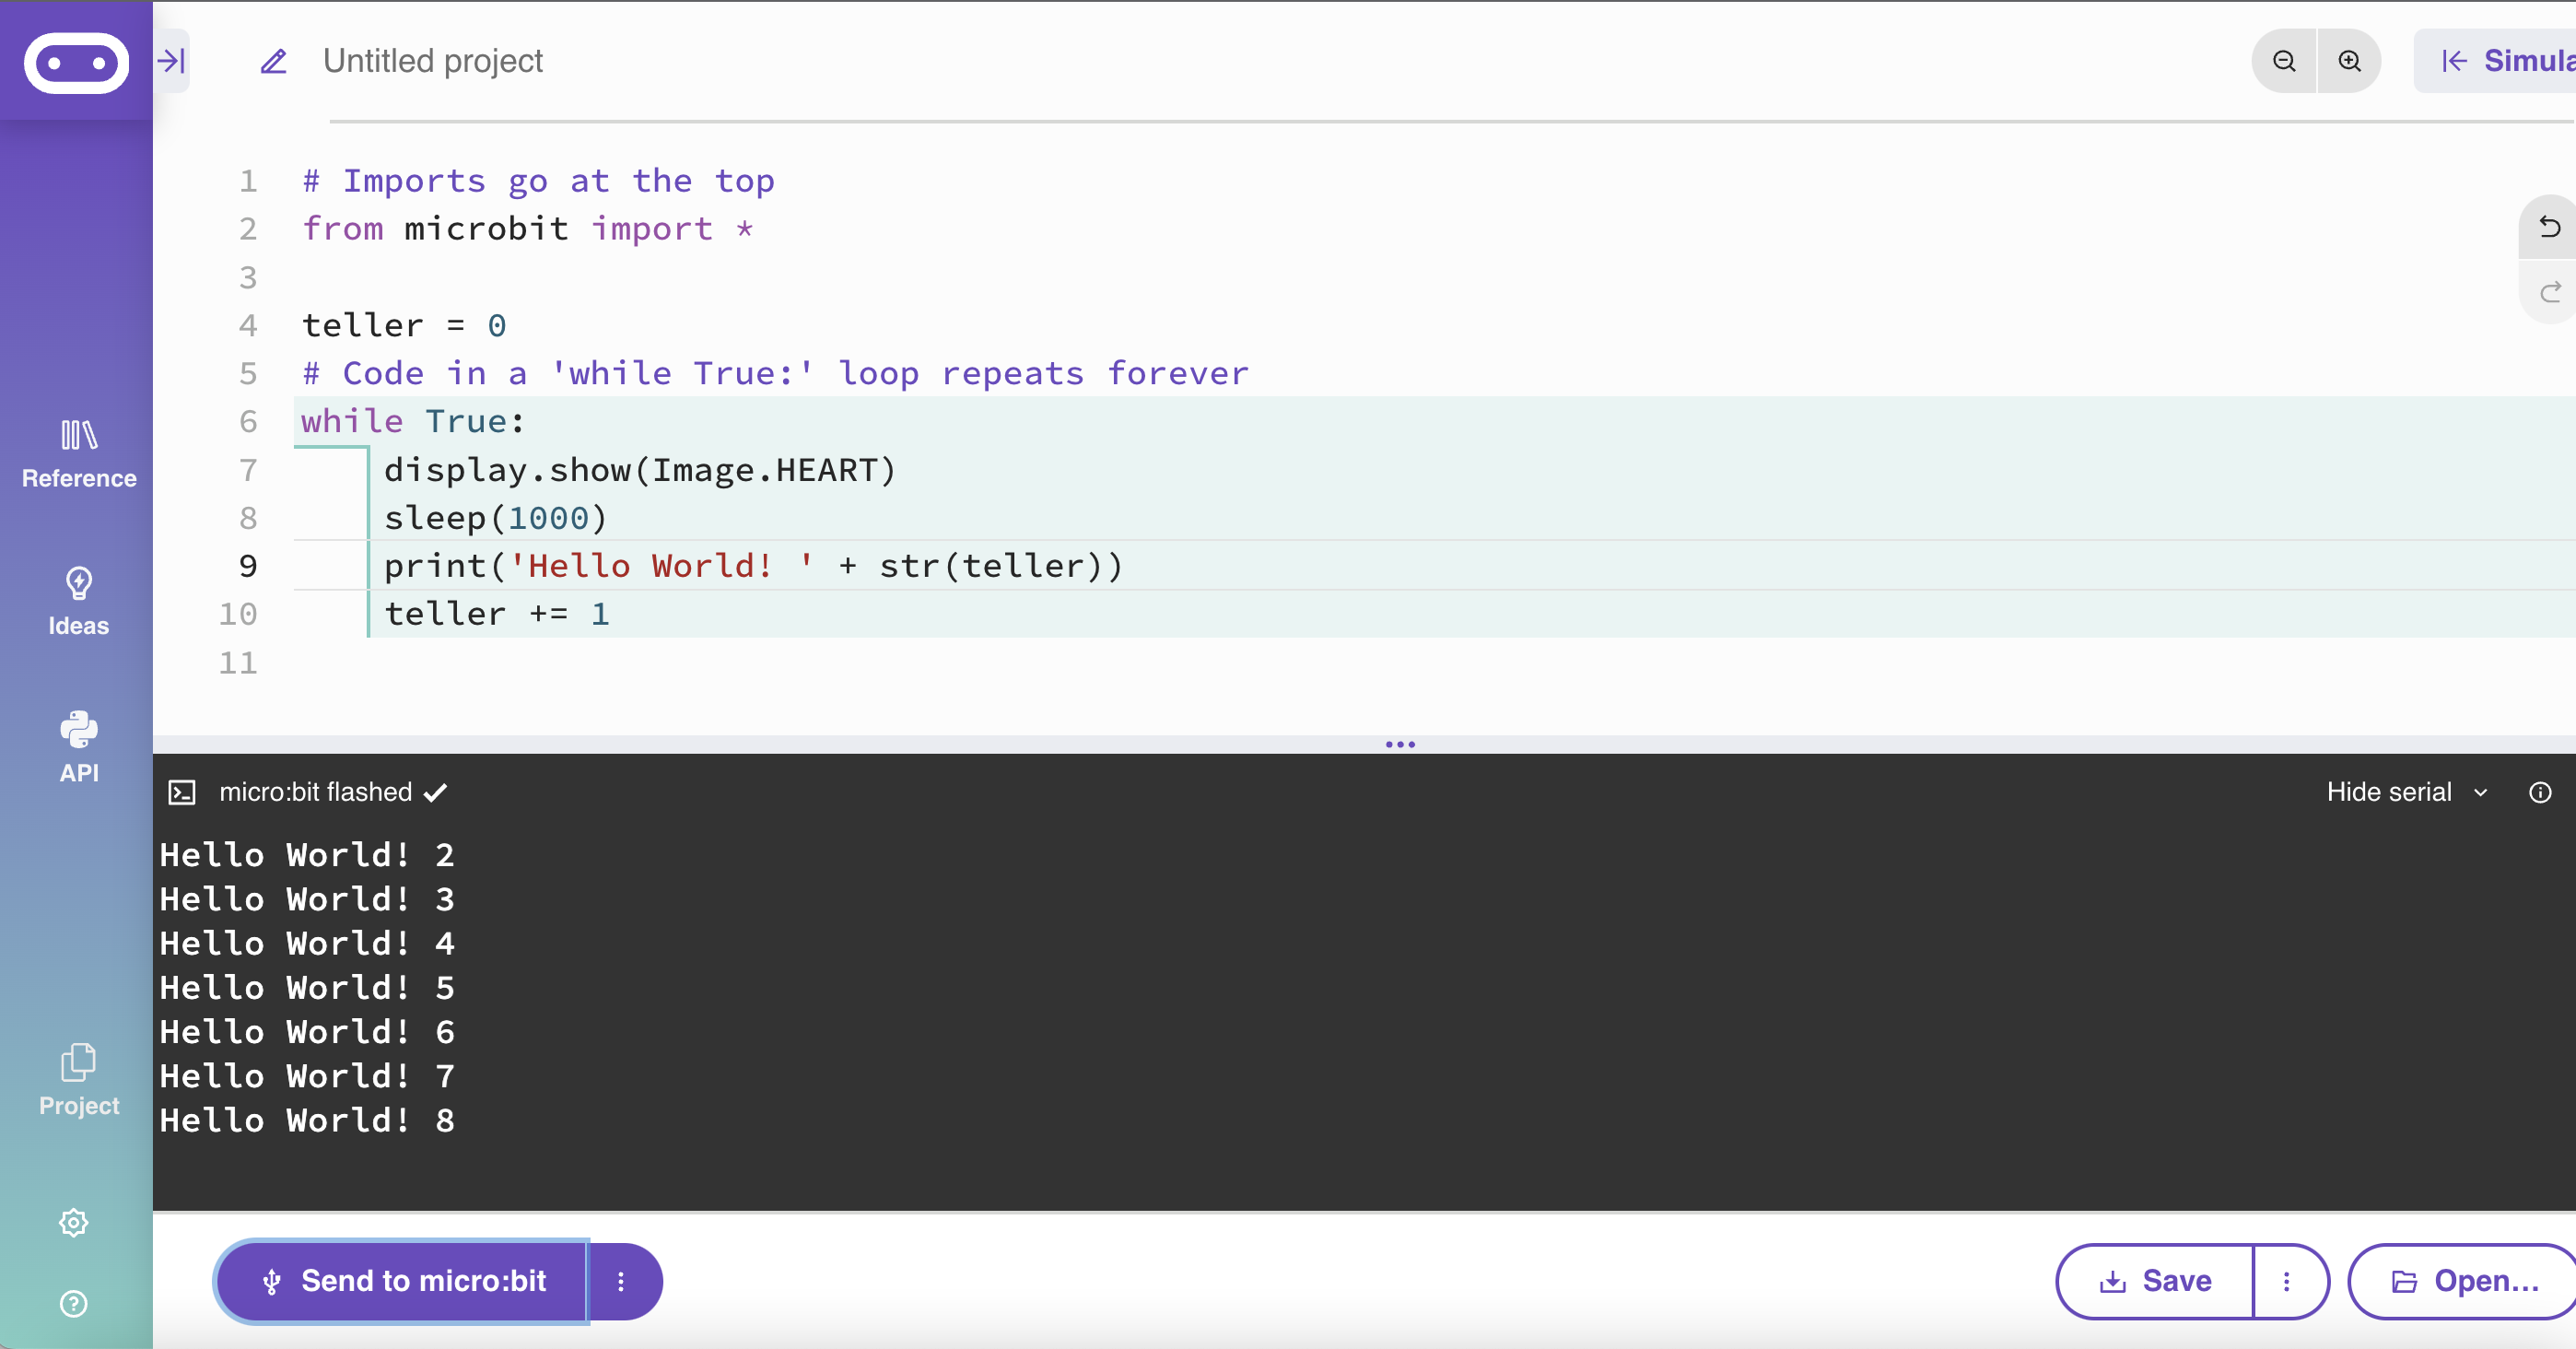 Untitled project
Simula
1 # Imports go at the top
2 from microbit import *
3
4 teller = 0
5 # Code in a 'while True:' loop repeats forever
6 while True:
7     display.show(Image.HEART)
8     sleep(1000)
9     print('Hello World! ' + str(teller))
10     teller += 1
11
Reference
Ideas
API
Project
micro:bit flashed
Hide serial
Hello World! 2
Hello World! 3
Hello World! 4
Hello World! 5
Hello World! 6
Hello World! 7
Hello World! 8
Send to micro:bit
Save
Open...